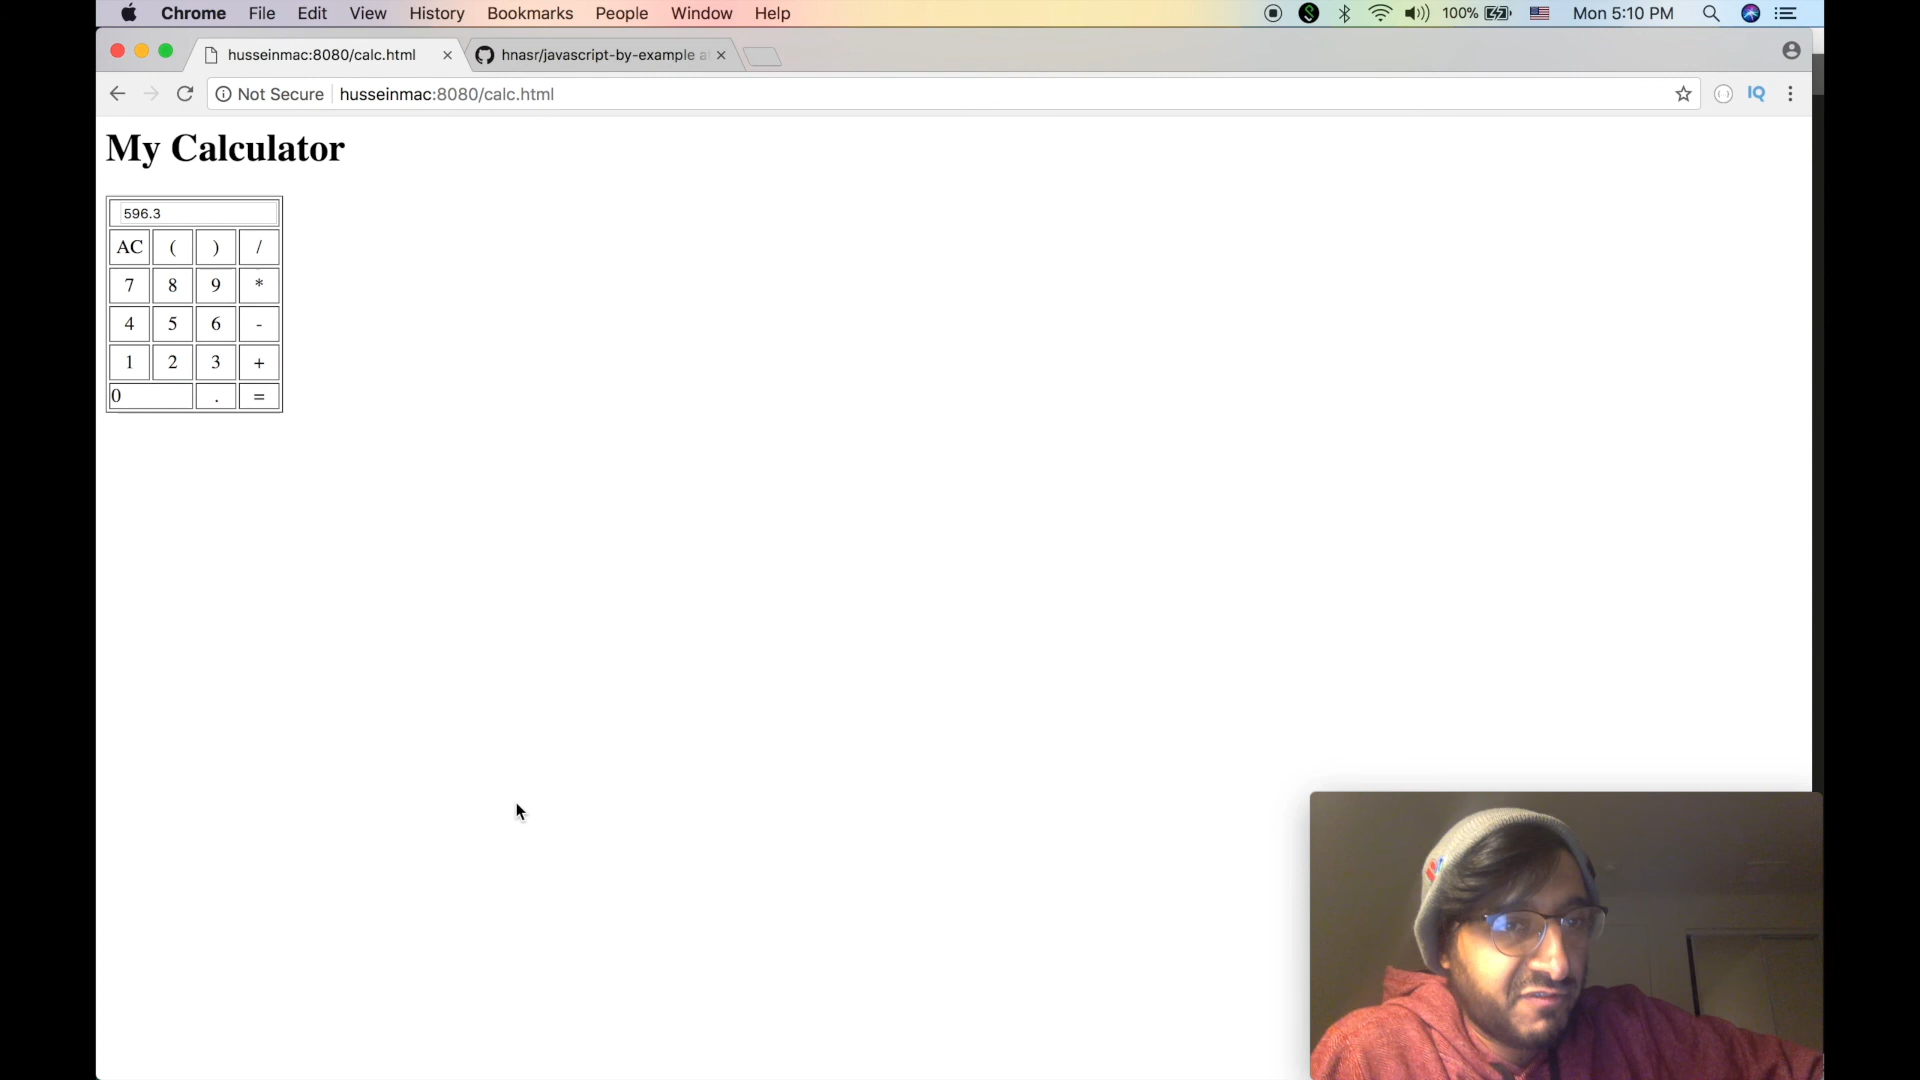 Chrome File Edit View History Bookmarks People Window Help 100% Mon 5:10 PM
husseinmac:8080/calc.html hnasr/javascript-by-example
Not Secure husseinmac:8080/calc.html IQ
My Calculator
596.3
AC ( ) /
7 8 9 *
4 5 6 -
1 2 3 +
0 . =